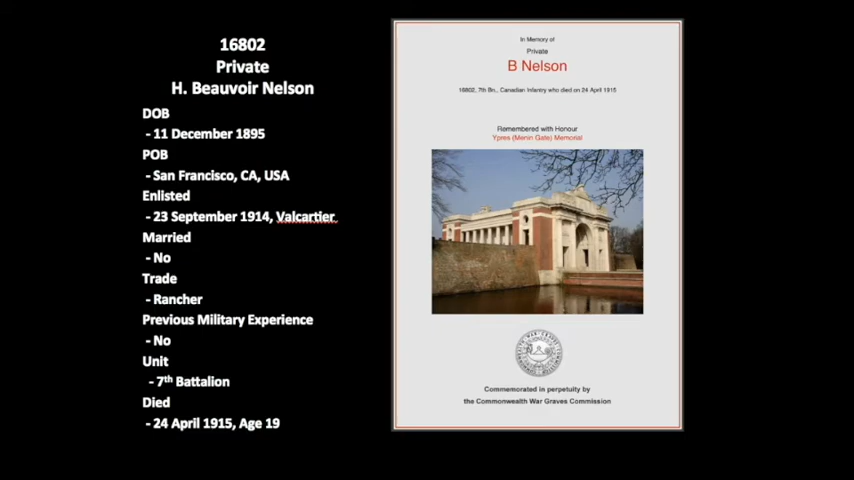 16802
Private
H. Beauvoir Nelson
DOB
- 11 December 1895
POB
- San Francisco, CA, USA
Enlisted
- 23 September 1914, Valcartier
Married
- No
Trade
- Rancher
Previous Military Experience
- No
Unit
- 7th Battalion
Died
- 24 April 1915, Age 19
In Memory of
Private
B Nelson
16802, 7th Bn., Canadian Infantry who died on 24 April 1915
Remembered with Honour
Ypres (Menin Gate) Memorial
Commemorated in perpetuity by
the Commonwealth War Graves Commission